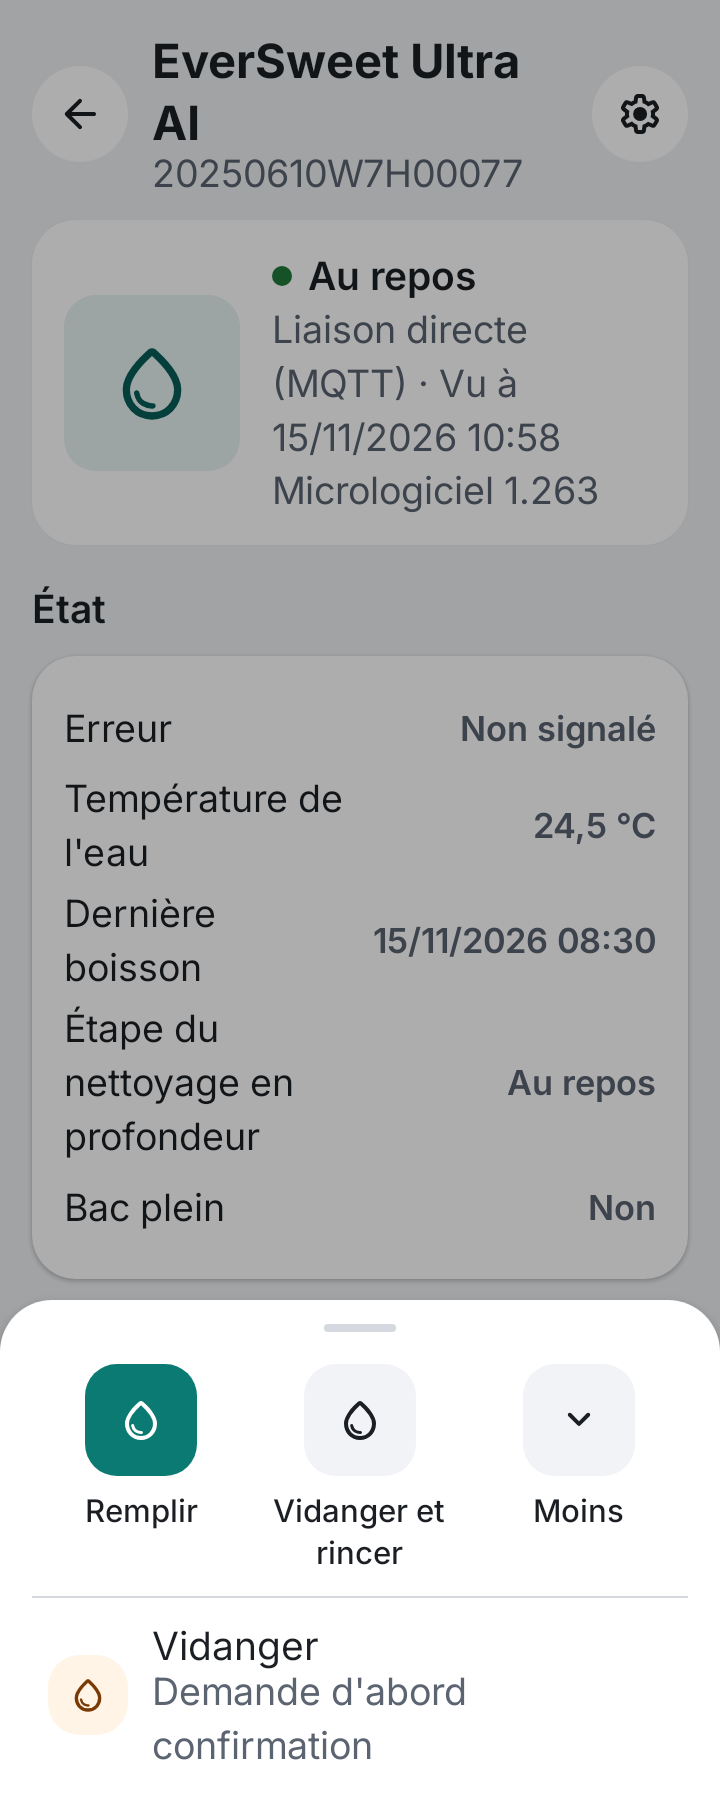 EverSweet Ultra
AI
20250610W7H00077
Au repos
Liaison directe
(MQTT) · Vu à
15/11/2026 10:58
Micrologiciel 1.263
État
Erreur
Non signalé
Température de
l'eau
24,5 °C
Dernière
boisson
15/11/2026 08:30
Étape du
nettoyage en
profondeur
Au repos
Bac plein
Non
Remplir
Vidanger et
rincer
Moins
Vidanger
Demande d'abord
confirmation